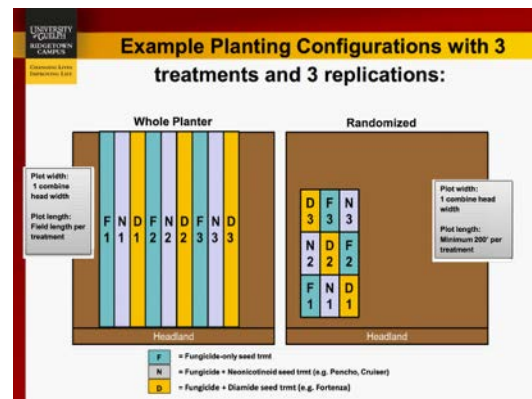 UNIVERSITY
of GUELPH
RIDGETOWN
CAMPUS
CHANGING LIVES
IMPROVING LIFE
Example Planting Configurations with 3
treatments and 3 replications:
Whole Planter
Randomized
Plot width:
1 combine
head width
Plot length:
Field length per
treatment
F N D F N D F N D
1 1 1 2 2 2 3 3 3
D F N
3 3 3
N D F
2 2 2
F N D
1 1 1
Plot width:
1 combine head
width
Plot length:
Minimum 200' per
treatment
Headland
Headland
F = Fungicide-only seed trmt
N = Fungicide + Neonicotinoid seed trmt (e.g. Poncho, Cruiser)
D = Fungicide + Diamide seed trmt (e.g. Fortenza)